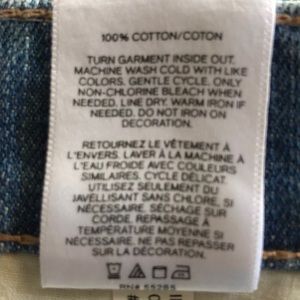 100% COTTON/COTON
TURN GARMENT INSIDE OUT.
MACHINE WASH COLD WITH LIKE
COLORS. GENTLE CYCLE. ONLY
NON-CHLORINE BLEACH WHEN
NEEDED. LINE DRY. WARM IRON IF
NEEDED. DO NOT IRON ON
DECORATION.
RETOURNEZ LE VÊTEMENT À
L'ENVERS. LAVER À LA MACHINE À
L'EAU FROIDE AVEC COULEURS
SIMILAIRES. CYCLE DÉLICAT.
UTILISEZ SEULEMENT DU
JAVELLISANT SANS CHLORE, SI
NÉCESSAIRE. SÉCHAGE SUR
CORDE. REPASSAGE À
TEMPÉRATURE MOYENNE SI
NÉCESSAIRE. NE PAS REPASSER
SUR LA DÉCORATION.
RN# 55285